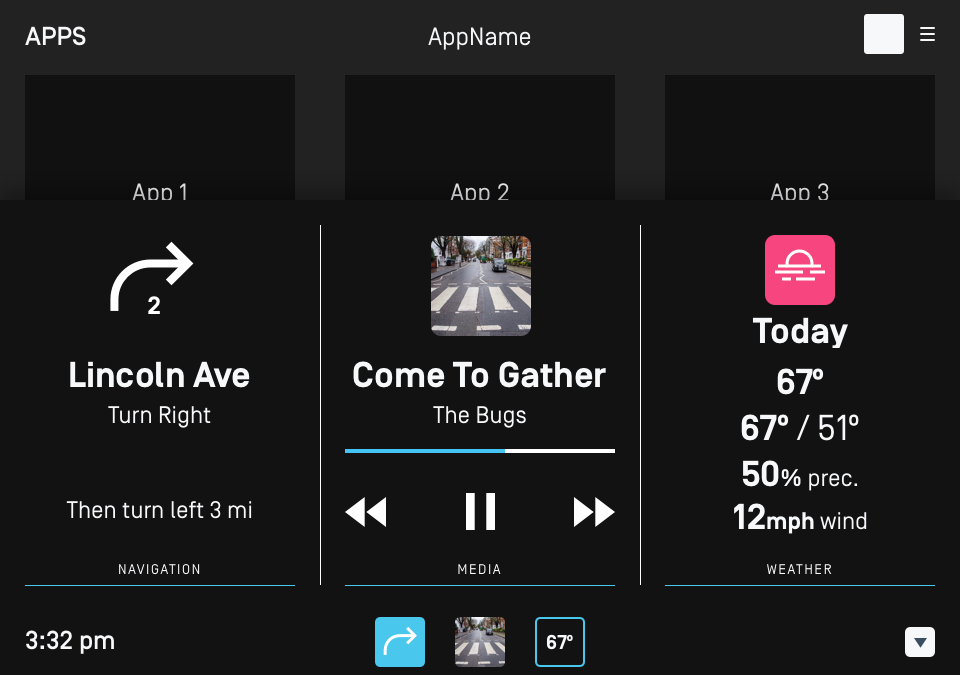 APPS
AppName
App 1
App 2
App 3
2
Lincoln Ave
Turn Right
Then turn left 3 mi
NAVIGATION
Come To Gather
The Bugs
MEDIA
Today
67º
67º / 51º
50% prec.
12mph wind
WEATHER
3:32 pm
67º